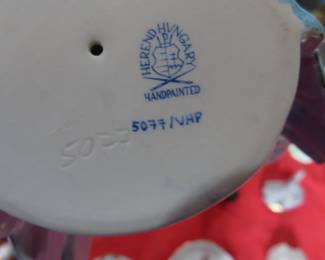 HEREND HUNGARY
HANDPAINTED
5077/VHP
5077